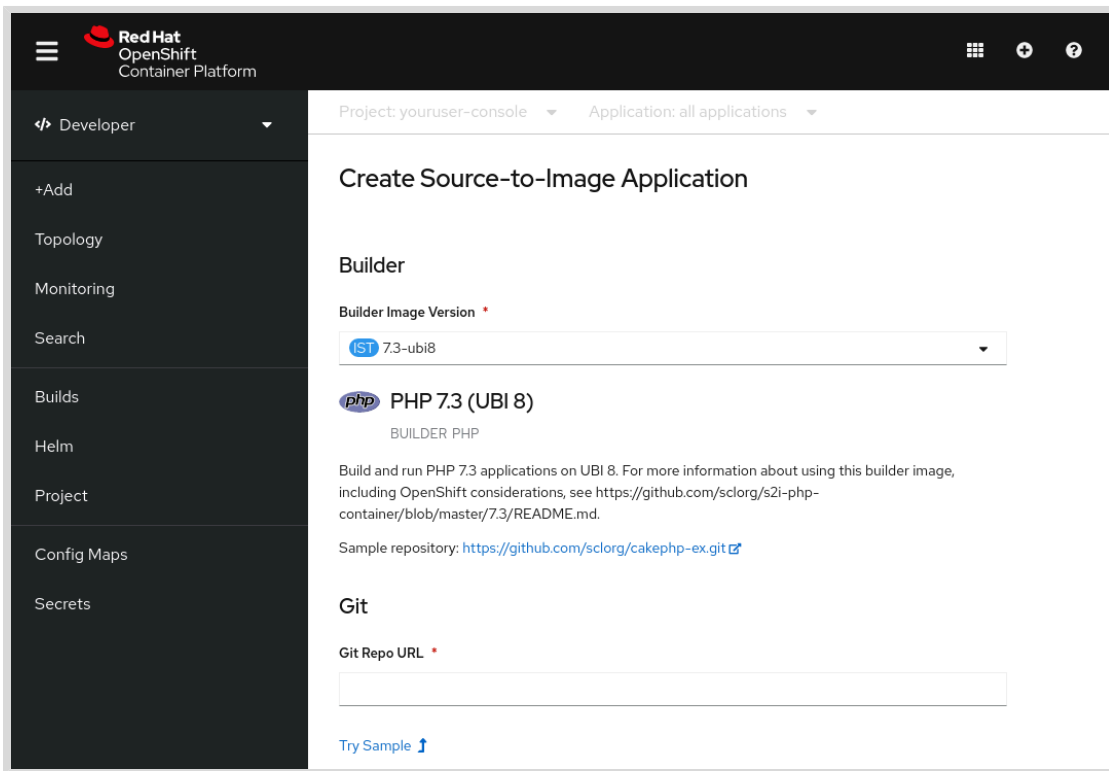 Red Hat
OpenShift
Container Platform
Developer
Project: youruser-console
Application: all applications
+Add
Topology
Monitoring
Search
Builds
Helm
Project
Config Maps
Secrets
Create Source-to-Image Application
Builder
Builder Image Version *
IST 7.3-ubi8
php PHP 7.3 (UBI 8)
BUILDER PHP
Build and run PHP 7.3 applications on UBI 8. For more information about using this builder image,
including OpenShift considerations, see https://github.com/sclorg/s2i-php-
container/blob/master/7.3/README.md.
Sample repository: https://github.com/sclorg/cakephp-ex.git
Git
Git Repo URL *
Try Sample